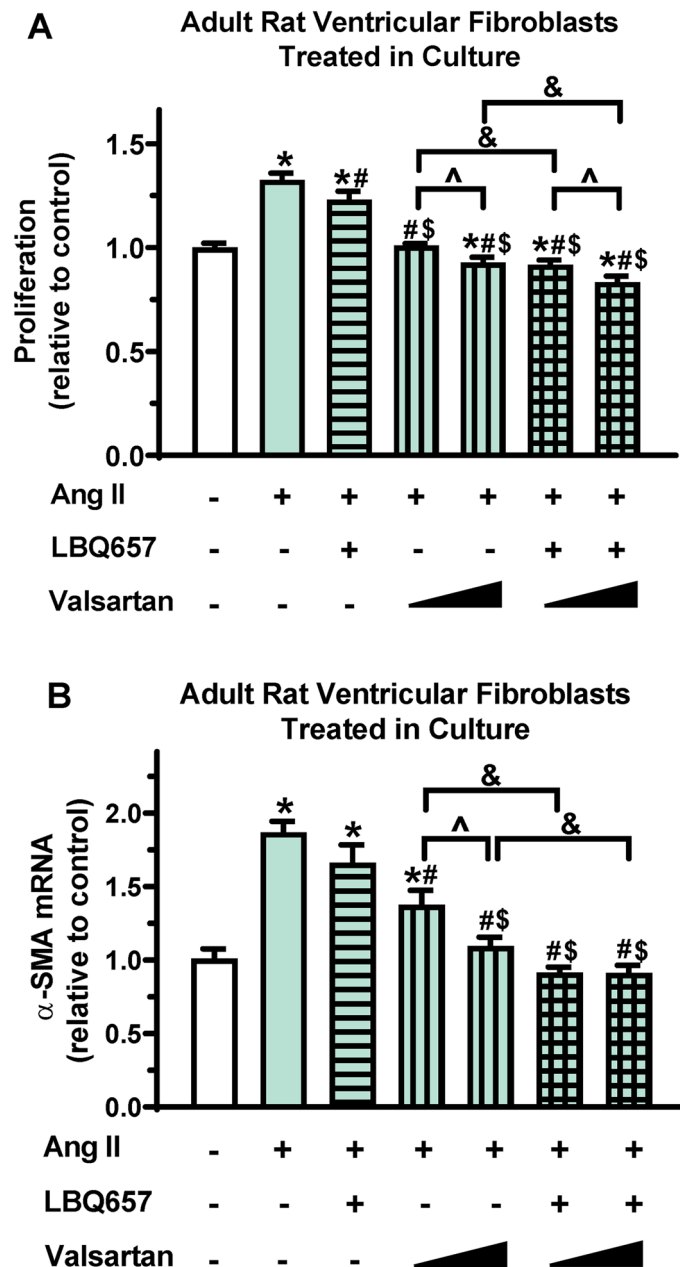 A
Adult Rat Ventricular Fibroblasts
Treated in Culture
Proliferation
(relative to control)
1.5
1.0
0.5
0.0
&
&
^ ^
* *# #$ *#$ *#$ *#$
Ang II - + + + + + +
LBQ657 - - + - - + +
Valsartan - - -
B
Adult Rat Ventricular Fibroblasts
Treated in Culture
α-SMA mRNA
(relative to control)
2.0
1.5
1.0
0.5
0.0
&
^ &
* * *# #$ #$ #$
Ang II - + + + + + +
LBQ657 - - + - - + +
Valsartan - - -